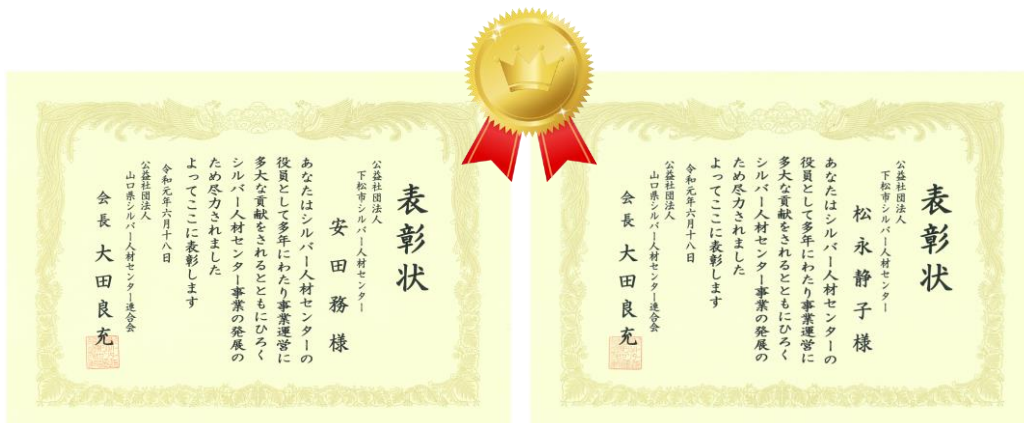 表彰状
公益社団法人
下松市シルバー人材センター
松永静子様
あなたはシルバー人材センターの
役員として多年にわたり事業運営に
多大な貢献をされるとともにひろく
シルバー人材センター事業の発展の
ため尽力されました
よってここに表彰します
令和元年六月十八日
公益社団法人
山口県シルバー人材センター連合会
会長 大田良充
表彰状
公益社団法人
下松市シルバー人材センター
安田務様
あなたはシルバー人材センターの
役員として多年にわたり事業運営に
多大な貢献をされるとともにひろく
シルバー人材センター事業の発展の
ため尽力されました
よってここに表彰します
令和元年六月十八日
公益社団法人
山口県シルバー人材センター連合会
会長 大田良充